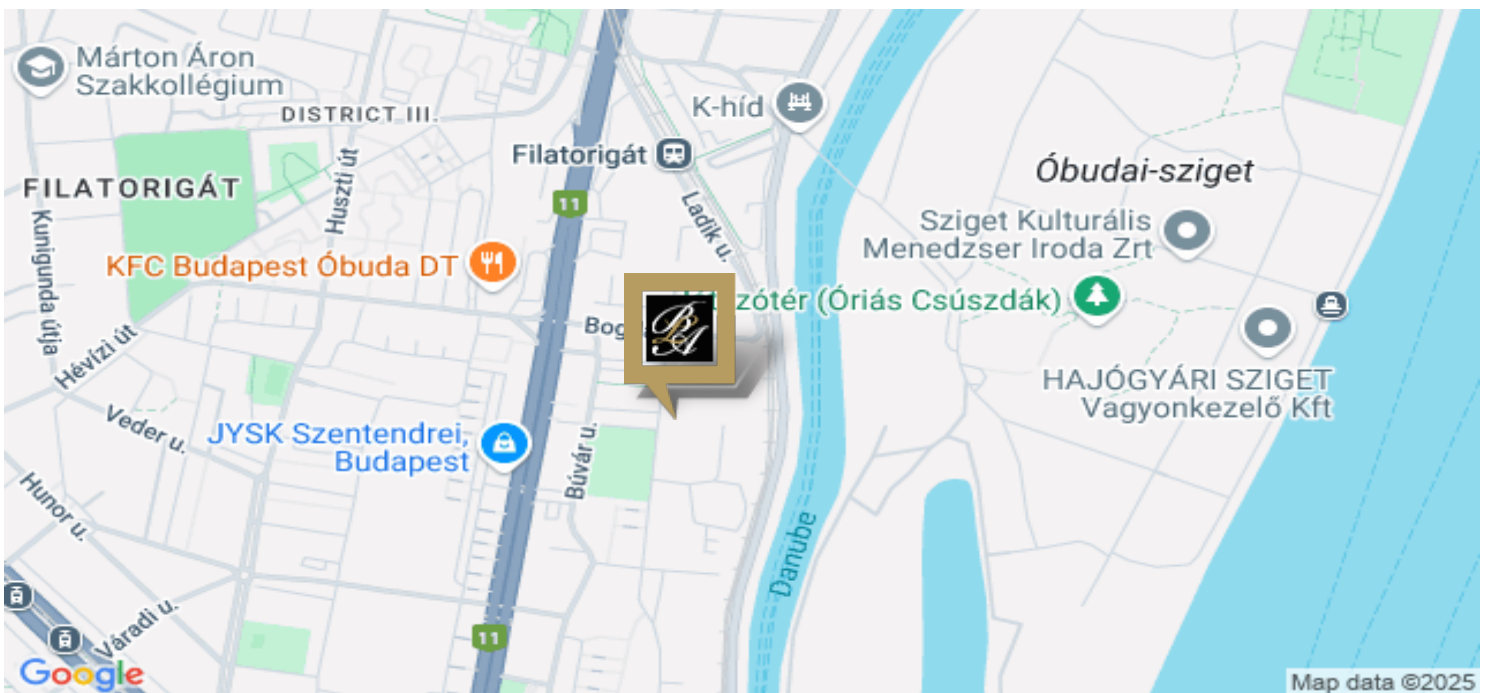 Márton Áron
Szakkollégium
DISTRICT III.
K-híd
Filatorigát
Óbudai-sziget
FILATORIGÁT
Huszti út
11
Ladik u.
Kunigunda útja
Sziget Kulturális
Menedzser Iroda Zrt
KFC Budapest Óbuda DT
(Óriás Csúszdák)
Hévízi út
HAJÓGYÁRI SZIGET
Vagyonkezelő Kft
Veder u.
JYSK Szentendrei,
Budapest
Búvár u.
Hunor u.
Danube
Váradi u.
11
Google
Map data ©2025